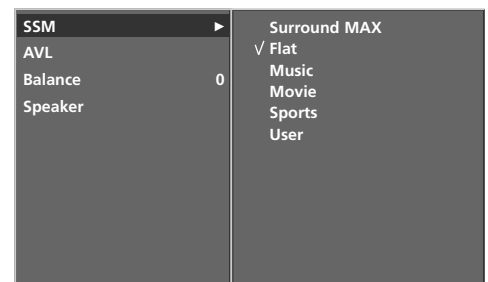 SSM ►
AVL
Balance 0
Speaker
Surround MAX
√ Flat
Music
Movie
Sports
User